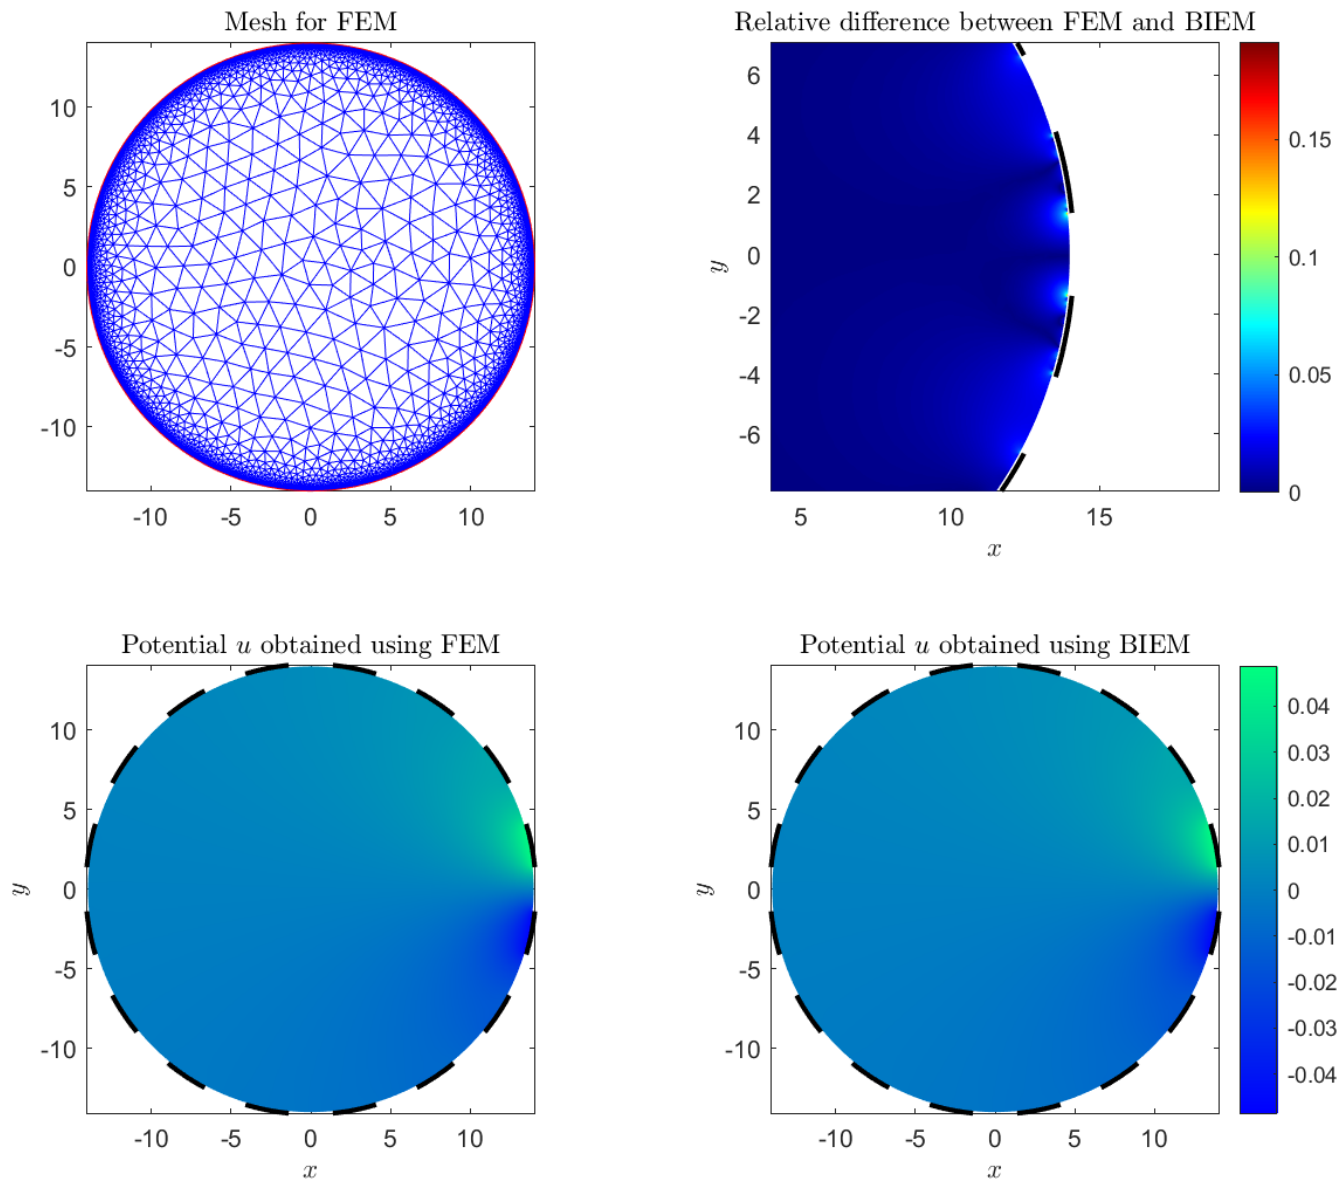 Mesh for FEM
10
5
0
-5
-10
-10 -5 0 5 10
Relative difference between FEM and BIEM
6
4
2
0
-2
-4
-6
y
5 10 15
x
0.15
0.1
0.05
0
Potential u obtained using FEM
10
5
0
-5
-10
y
-10 -5 0 5 10
x
Potential u obtained using BIEM
10
5
0
-5
-10
y
-10 -5 0 5 10
x
0.04
0.03
0.02
0.01
0
-0.01
-0.02
-0.03
-0.04